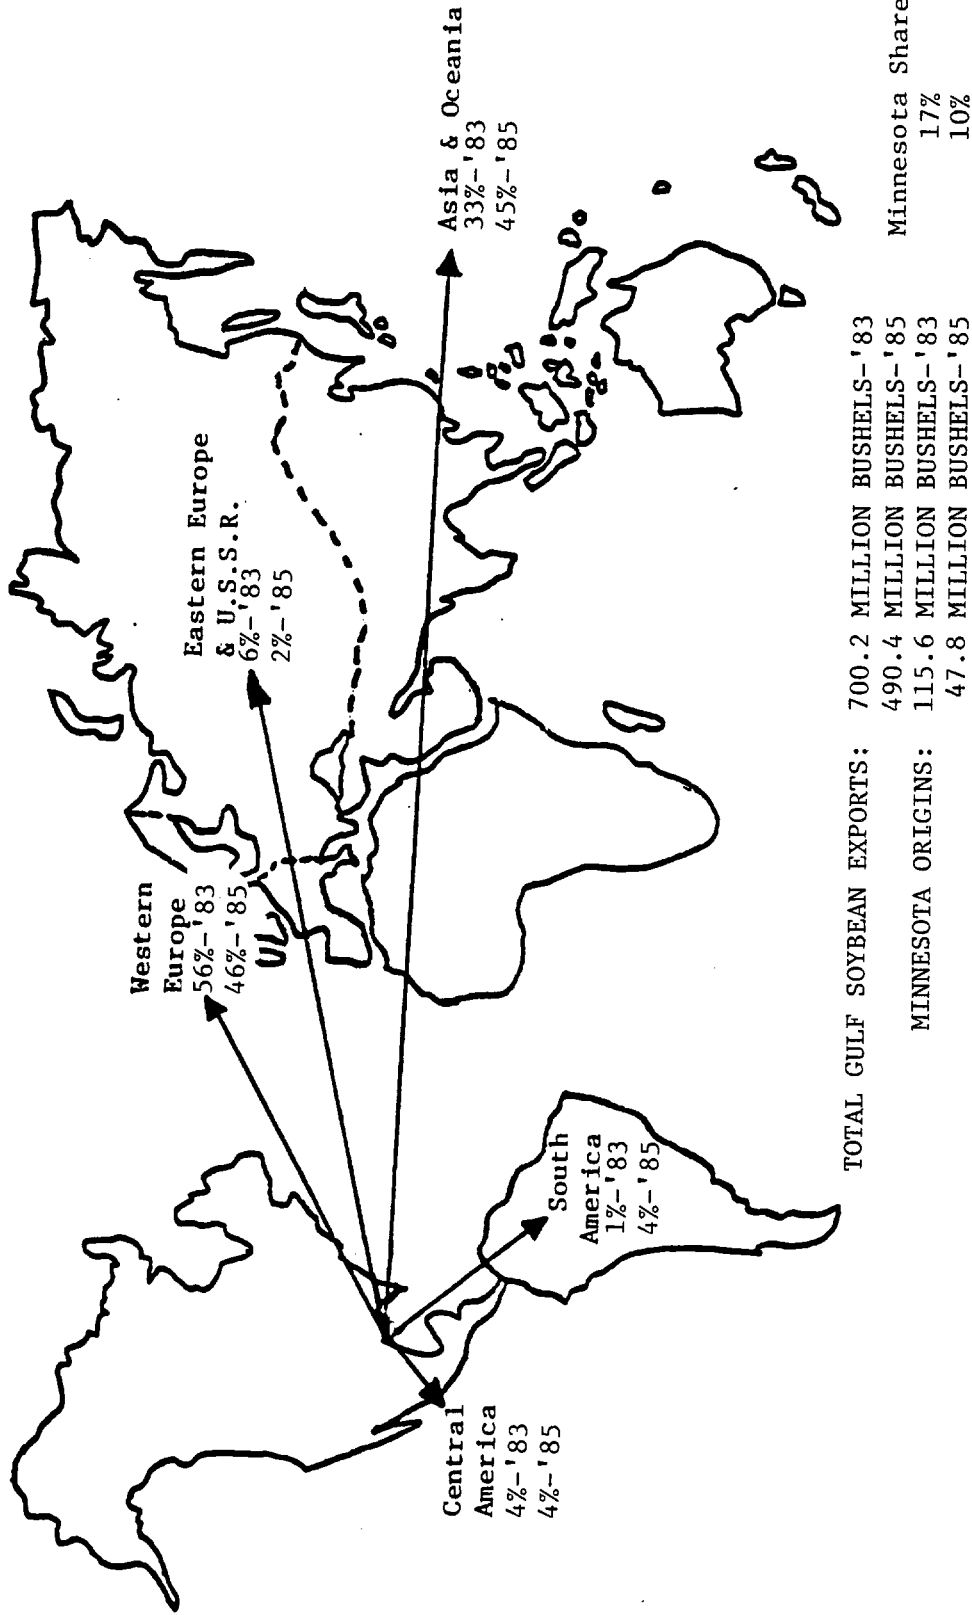 Western
Europe
56%-'83
46%-'85
Eastern Europe
& U.S.S.R.
6%-'83
2%-'85
Asia & Oceania
33%-'83
45%-'85
Central
America
4%-'83
4%-'85
South
America
1%-'83
4%-'85
TOTAL GULF SOYBEAN EXPORTS: 700.2 MILLION BUSHELS-'83
490.4 MILLION BUSHELS-'85 Minnesota Share
MINNESOTA ORIGINS: 115.6 MILLION BUSHELS-'83 17%
47.8 MILLION BUSHELS-'85 10%